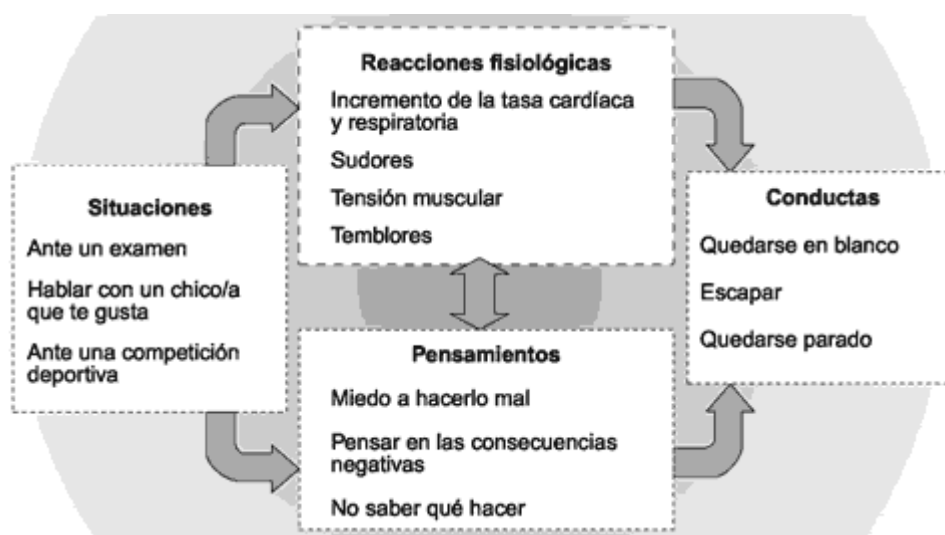 Reacciones fisiológicas
Incremento de la tasa cardíaca
y respiratoria
Sudores
Tensión muscular
Temblores
Situaciones
Ante un examen
Hablar con un chico/a
que te gusta
Ante una competición
deportiva
Conductas
Quedarse en blanco
Escapar
Quedarse parado
Pensamientos
Miedo a hacerlo mal
Pensar en las consecuencias
negativas
No saber qué hacer